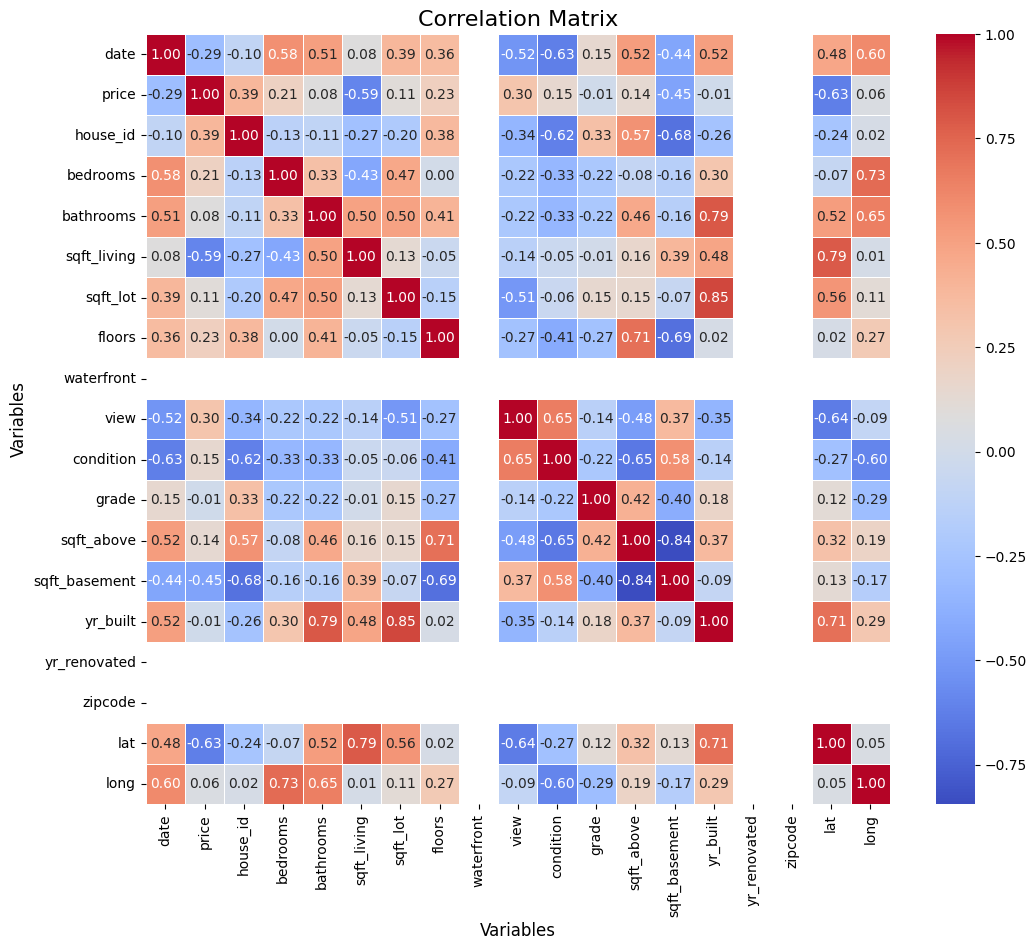 Correlation Matrix
date 1.00 -0.29 -0.10 0.58 0.51 0.08 0.39 0.36 -0.52 -0.63 0.15 0.52 -0.44 0.52 0.48 0.60
price -0.29 1.00 0.39 0.21 0.08 -0.59 0.11 0.23 0.30 0.15 -0.01 0.14 -0.45 -0.01 -0.63 0.06
house_id -0.10 0.39 1.00 -0.13 -0.11 -0.27 -0.20 0.38 -0.34 -0.62 0.33 0.57 -0.68 -0.26 -0.24 0.02
bedrooms 0.58 0.21 -0.13 1.00 0.33 -0.43 0.47 0.00 -0.22 -0.33 -0.22 -0.08 -0.16 0.30 -0.07 0.73
bathrooms 0.51 0.08 -0.11 0.33 1.00 0.50 0.50 0.41 -0.22 -0.33 -0.22 0.46 -0.16 0.79 0.52 0.65
sqft_living 0.08 -0.59 -0.27 -0.43 0.50 1.00 0.13 -0.05 -0.14 -0.05 -0.01 0.16 0.39 0.48 0.79 0.01
sqft_lot 0.39 0.11 -0.20 0.47 0.50 0.13 1.00 -0.15 -0.51 -0.06 0.15 0.15 -0.07 0.85 0.56 0.11
floors 0.36 0.23 0.38 0.00 0.41 -0.05 -0.15 1.00 -0.27 -0.41 -0.27 0.71 -0.69 0.02 0.02 0.27
waterfront
view -0.52 0.30 -0.34 -0.22 -0.22 -0.14 -0.51 -0.27 1.00 0.65 -0.14 -0.48 0.37 -0.35 -0.64 -0.09
condition -0.63 0.15 -0.62 -0.33 -0.33 -0.05 -0.06 -0.41 0.65 1.00 -0.22 -0.65 0.58 -0.14 -0.27 -0.60
grade 0.15 -0.01 0.33 -0.22 -0.22 -0.01 0.15 -0.27 -0.14 -0.22 1.00 0.42 -0.40 0.18 0.12 -0.29
sqft_above 0.52 0.14 0.57 -0.08 0.46 0.16 0.15 0.71 -0.48 -0.65 0.42 1.00 -0.84 0.37 0.32 0.19
sqft_basement -0.44 -0.45 -0.68 -0.16 -0.16 0.39 -0.07 -0.69 0.37 0.58 -0.40 -0.84 1.00 -0.09 0.13 -0.17
yr_built 0.52 -0.01 -0.26 0.30 0.79 0.48 0.85 0.02 -0.35 -0.14 0.18 0.37 -0.09 1.00 0.71 0.29
yr_renovated
zipcode
lat 0.48 -0.63 -0.24 -0.07 0.52 0.79 0.56 0.02 -0.64 -0.27 0.12 0.32 0.13 0.71 1.00 0.05
long 0.60 0.06 0.02 0.73 0.65 0.01 0.11 0.27 -0.09 -0.60 -0.29 0.19 -0.17 0.29 0.05 1.00
date price house_id bedrooms bathrooms sqft_living sqft_lot floors waterfront view condition grade sqft_above sqft_basement yr_built yr_renovated zipcode lat long
Variables
Variables
1.00
0.75
0.50
0.25
0.00
−0.25
−0.50
−0.75